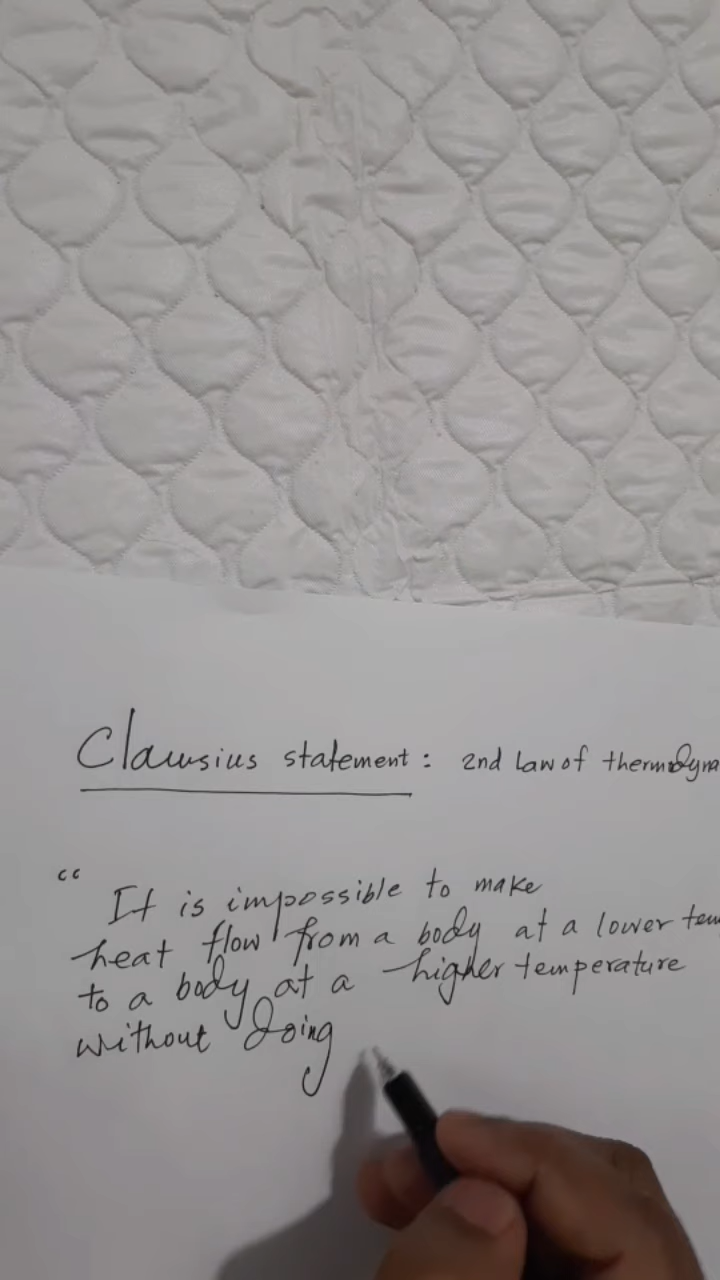 Clausius statement : 2nd law of thermodyna
“ It is impossible to make
heat flow from a body at a lower tem
to a body at a higher temperature
without doing